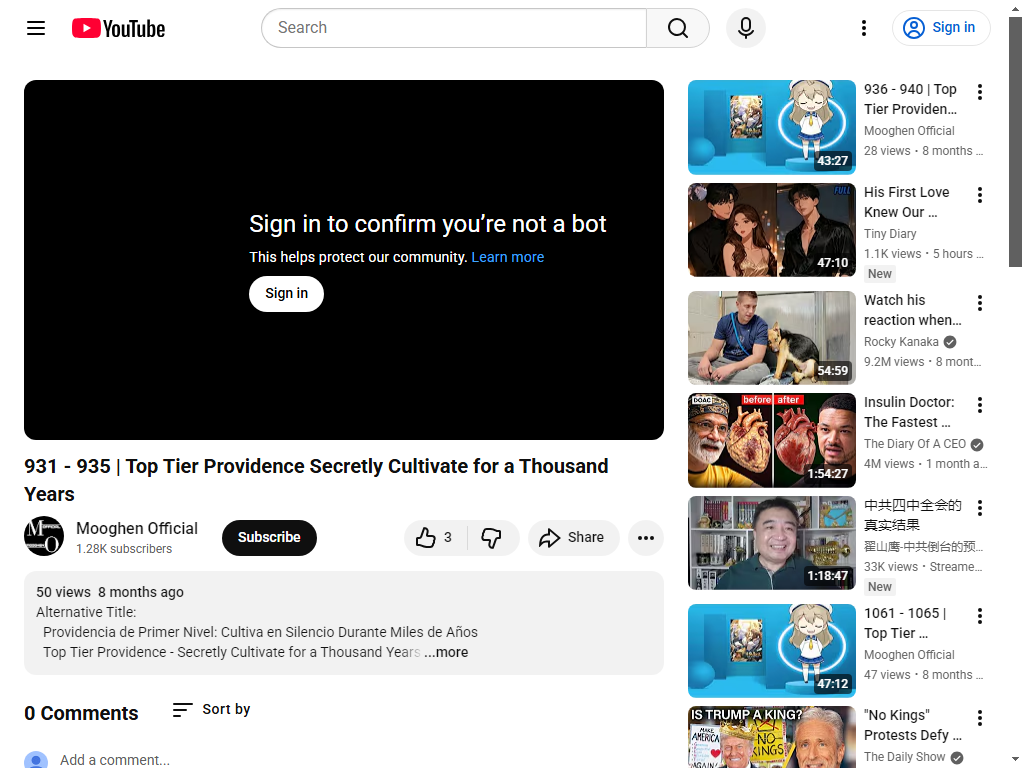 YouTube
Search
Sign in
Sign in to confirm you're not a bot
This helps protect our community. Learn more
Sign in
931 - 935 | Top Tier Providence Secretly Cultivate for a Thousand
Years
Mooghen Official
1.28K subscribers
Subscribe
3
Share
50 views 8 months ago
Alternative Title:
Providencia de Primer Nivel: Cultiva en Silencio Durante Miles de Años
Top Tier Providence - Secretly Cultivate for a Thousand Years ...more
0 Comments
Sort by
Add a comment...
43:27
936 - 940 | Top
Tier Providen...
Mooghen Official
28 views • 8 months ...
FULL
47:10
His First Love
Knew Our ...
Tiny Diary
1.1K views • 5 hours ...
New
54:59
Watch his
reaction when...
Rocky Kanaka
9.2M views • 8 mont...
DOAC
before after
1:54:27
Insulin Doctor:
The Fastest ...
The Diary Of A CEO
4M views • 1 month a...
1:18:47
中共四中全会的
真实结果
翟山鹰-中共倒台的预...
33K views • Streame...
New
47:12
1061 - 1065 |
Top Tier ...
Mooghen Official
47 views • 8 months ...
IS TRUMP A KING?
MAKE
AMERICA
AGAIN!
NO
KINGS
"No Kings"
Protests Defy ...
The Daily Show